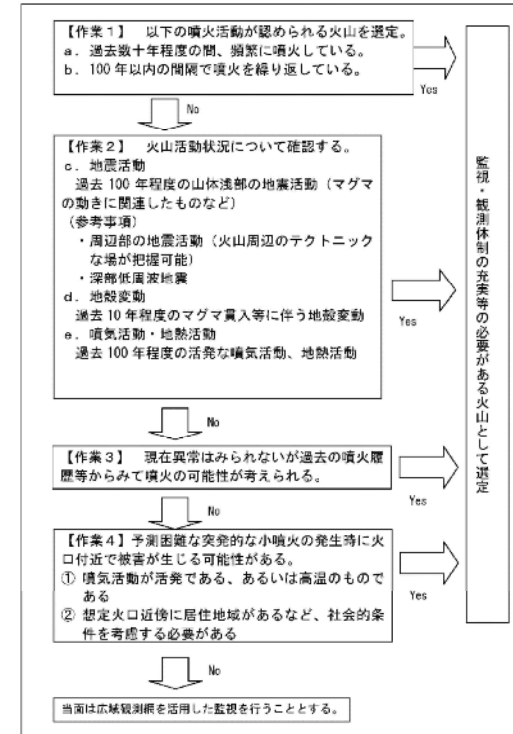 【作業1】 以下の噴火活動が認められる火山を選定。
a．過去数十年程度の間、頻繁に噴火している。
b．100年以内の間隔で噴火を繰り返している。
Yes
No
【作業2】 火山活動状況について確認する。
c．地震活動
過去100年程度の山体浅部の地震活動（マグマ
の動きに関連したものなど）
（参考事項）
・周辺部の地震活動（火山周辺のテクトニック
な場が把握可能）
・深部低周波地震
d．地殻変動
過去10年程度のマグマ貫入等に伴う地殻変動
e．噴気活動・地熱活動
過去100年程度の活発な噴気活動、地熱活動
Yes
No
【作業3】 現在異常はみられないが過去の噴火履
歴等からみて噴火の可能性が考えられる。
Yes
No
【作業4】予測困難な突発的な小噴火の発生時に火
口付近で被害が生じる可能性がある。
① 噴気活動が活発である、あるいは高温のもので
ある
② 想定火口近傍に居住地域があるなど、社会的条
件を考慮する必要がある
Yes
No
当面は広域観測網を活用した監視を行うこととする。
監視・観測体制の充実等の必要がある火山として選定